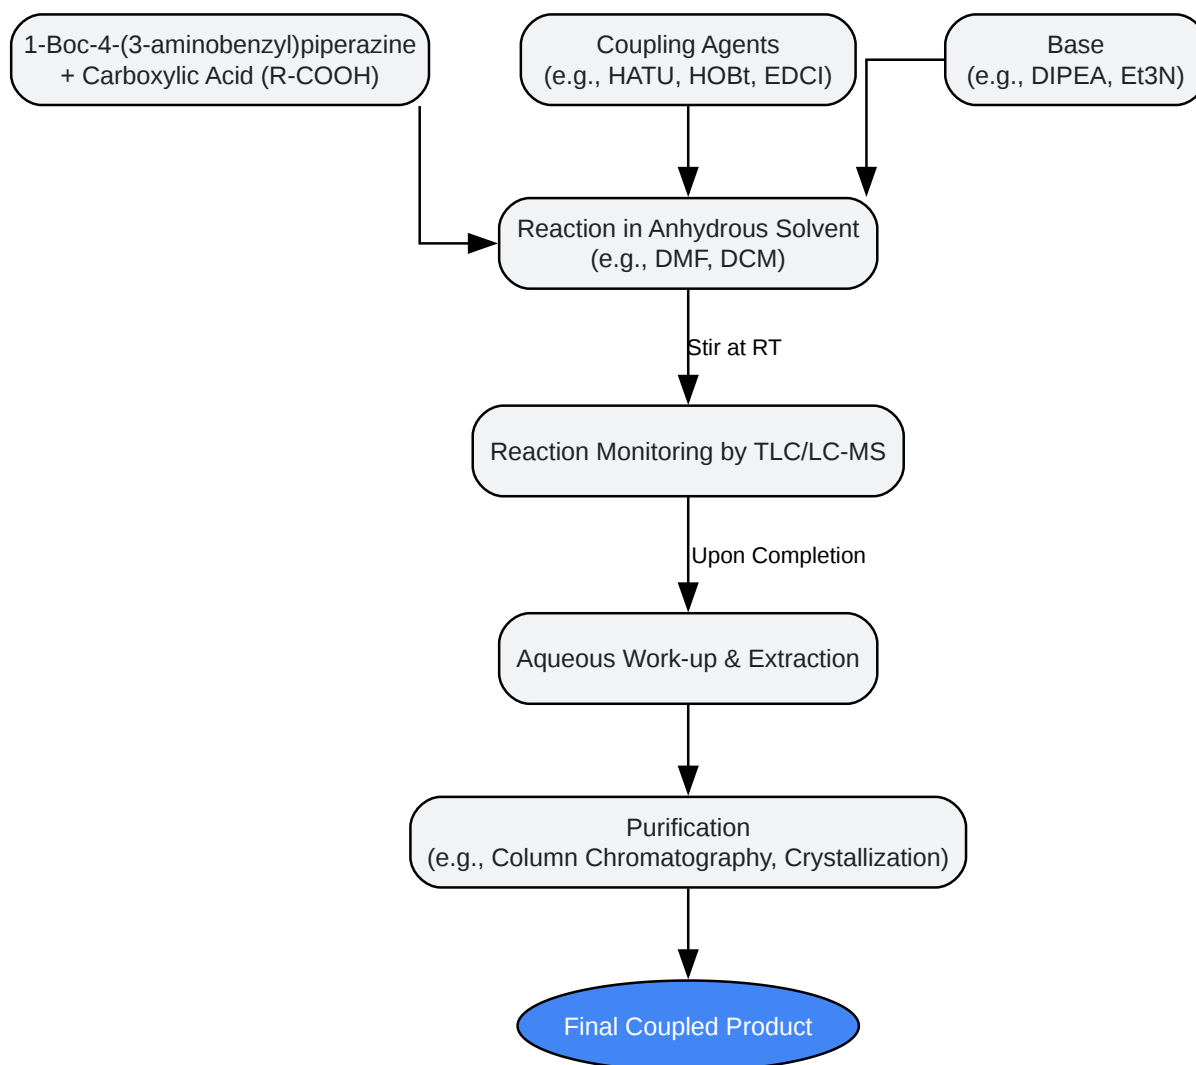 1-Boc-4-(3-aminobenzyl)piperazine
+ Carboxylic Acid (R-COOH)
Coupling Agents
(e.g., HATU, HOBt, EDCI)
Base
(e.g., DIPEA, Et3N)
Reaction in Anhydrous Solvent
(e.g., DMF, DCM)
Stir at RT
Reaction Monitoring by TLC/LC-MS
Upon Completion
Aqueous Work-up & Extraction
Purification
(e.g., Column Chromatography, Crystallization)
Final Coupled Product